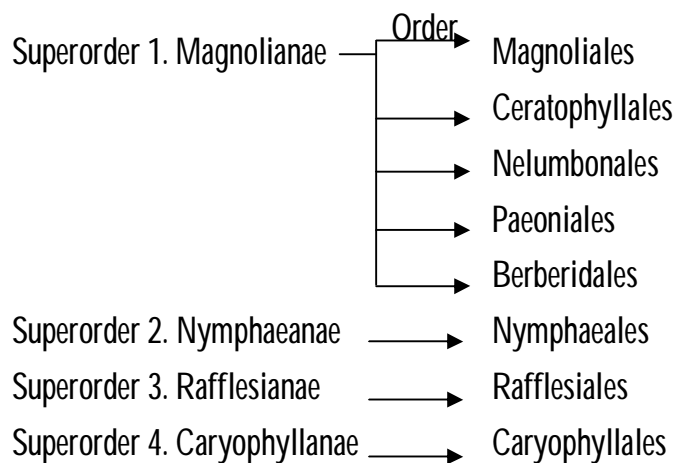 Order
Superorder 1. Magnolianae Magnoliales
Ceratophyllales
Nelumbonales
Paeoniales
Berberidales
Superorder 2. Nymphaeanae Nymphaeales
Superorder 3. Rafflesianae Rafflesiales
Superorder 4. Caryophyllanae Caryophyllales